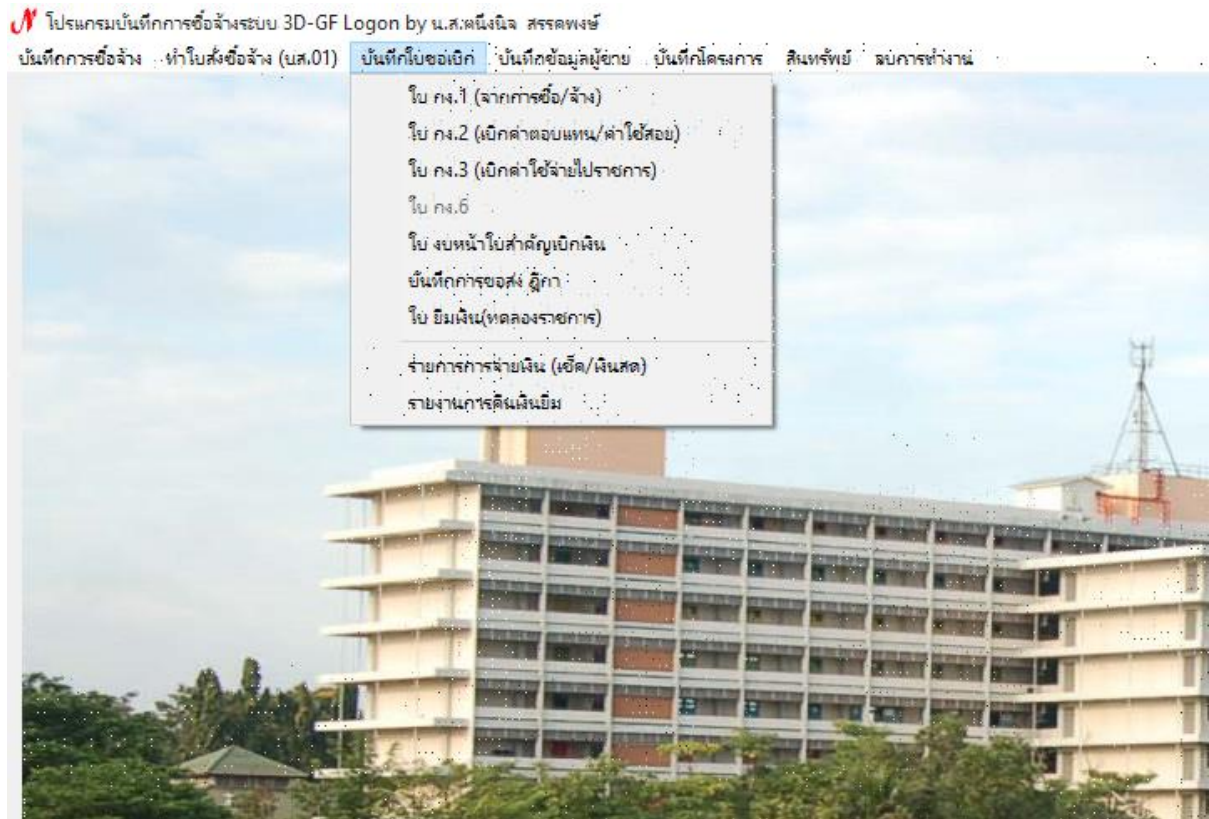 โปรแกรมบันทึกการซื้อจ้างระบบ 3D-GF Logon by น.ส.คนึงนิจ สรรคพงษ์
บันทึกการซื้อจ้าง ทำใบสั่งซื้อจ้าง (บส.01) บันทึกใบขอเบิก บันทึกข้อมูลผู้ขาย บันทึกโครงการ สินทรัพย์ จบการทำงาน
ใบ กง.1 (จากการซื้อ/จ้าง)
ใบ กง.2 (เบิกค่าตอบแทน/ค่าใช้สอย)
ใบ กง.3 (เบิกค่าใช้จ่ายไปราชการ)
ใบ กง.6
ใบ งบหน้าใบสำคัญเบิกเงิน
บันทึกการขอส่ง ฎีกา
ใบ ยืมเงิน(ทดลองราชการ)
รายการการจ่ายเงิน (เช็ค/เงินสด)
รายงานการคืนเงินยืม